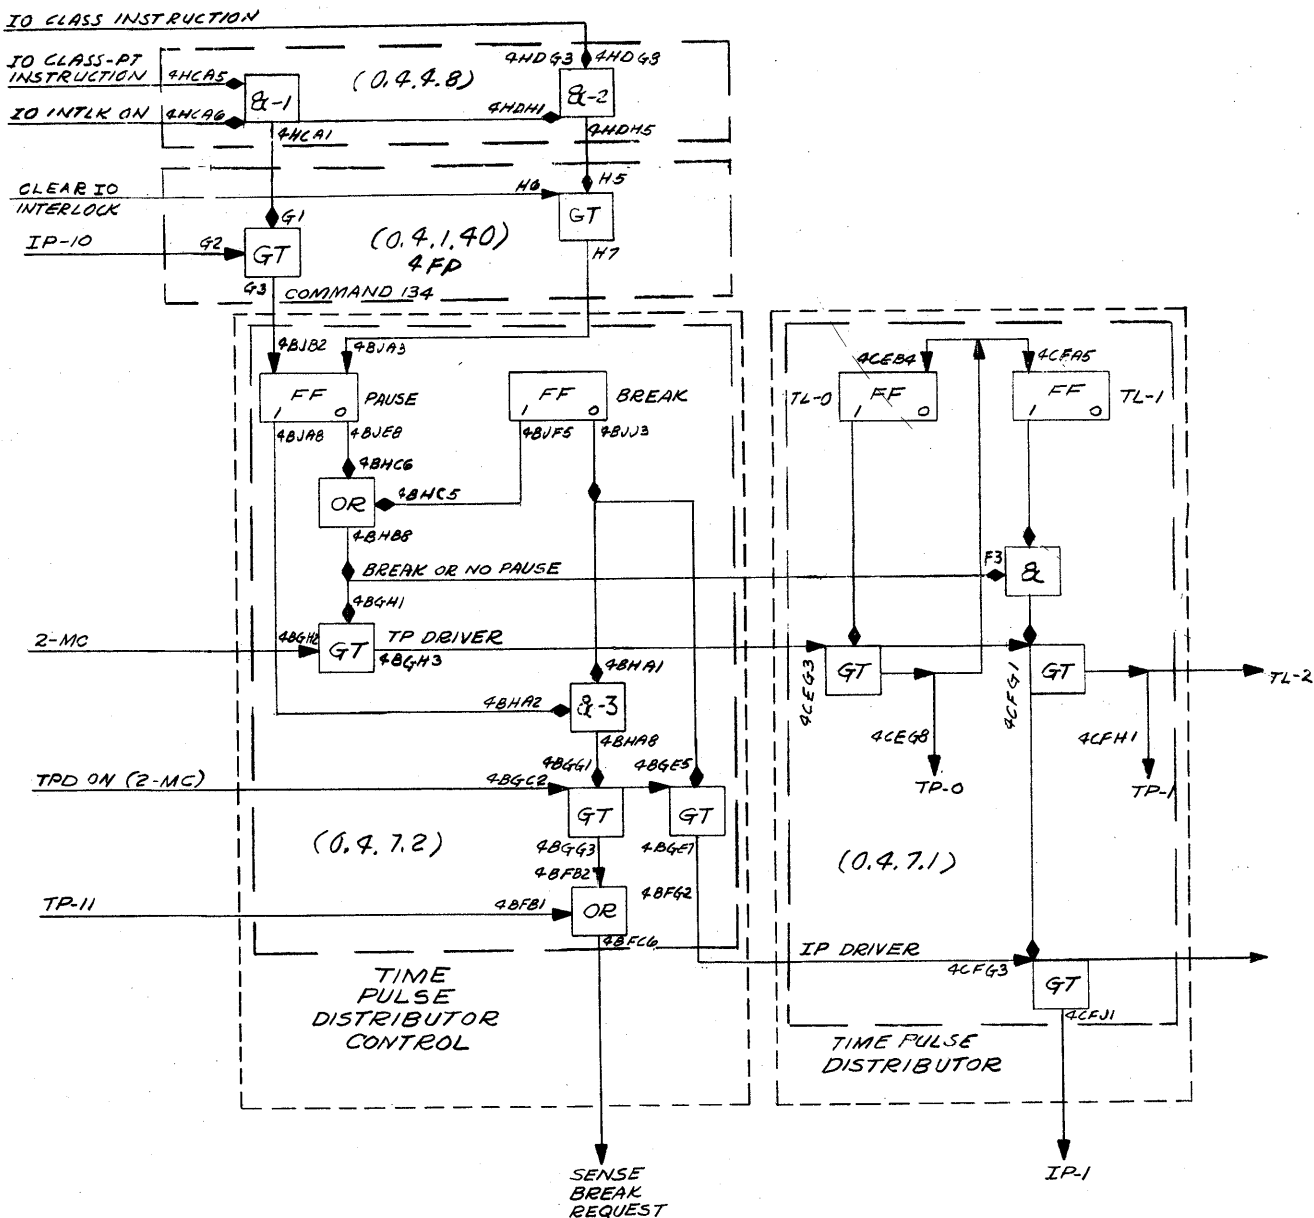 IO CLASS INSTRUCTION
IO CLASS-PT
INSTRUCTION
4HCA5
(0.4.4.8)
4HDG3
4HDG3
&-1
&-2
IO INTLK ON
4HCA6
4HDH1
4HCA1
4HDH5
CLEAR IO
INTERLOCK
H6
H5
GT
G1
IP-10
G2
GT
(0.4.1.40)
4FD
H7
G3
COMMAND 134
4BJB2
4BJA3
FF
1
0
PAUSE
FF
1
0
BREAK
4BJA8
4BJE8
4BJF5
4BJJ3
4CEB4
4CFA5
TL-0
FF
1
0
FF
1
0
TL-1
4BHC6
OR
4BHC5
4BHB8
BREAK OR NO PAUSE
F3
&
4BGH1
2-MC
4BGH2
GT
TP DRIVER
4BGH3
4BHA1
4CEG3
GT
4CFG1
GT
TL-2
4BHA2
&-3
4BHA8
4CEG8
4CFH1
TP-0
TP-1
TPD ON (2-MC)
4BGC2
4BGG1
4BGE5
GT
GT
(0.4.7.2)
4BGG3
4BGE7
4BFB2
4BFG2
(0.4.7.1)
TP-11
4BFB1
OR
4BFC6
IP DRIVER
4CFG3
GT
4CFJ1
TIME
PULSE
DISTRIBUTOR
CONTROL
TIME PULSE
DISTRIBUTOR
SENSE
BREAK
REQUEST
IP-1